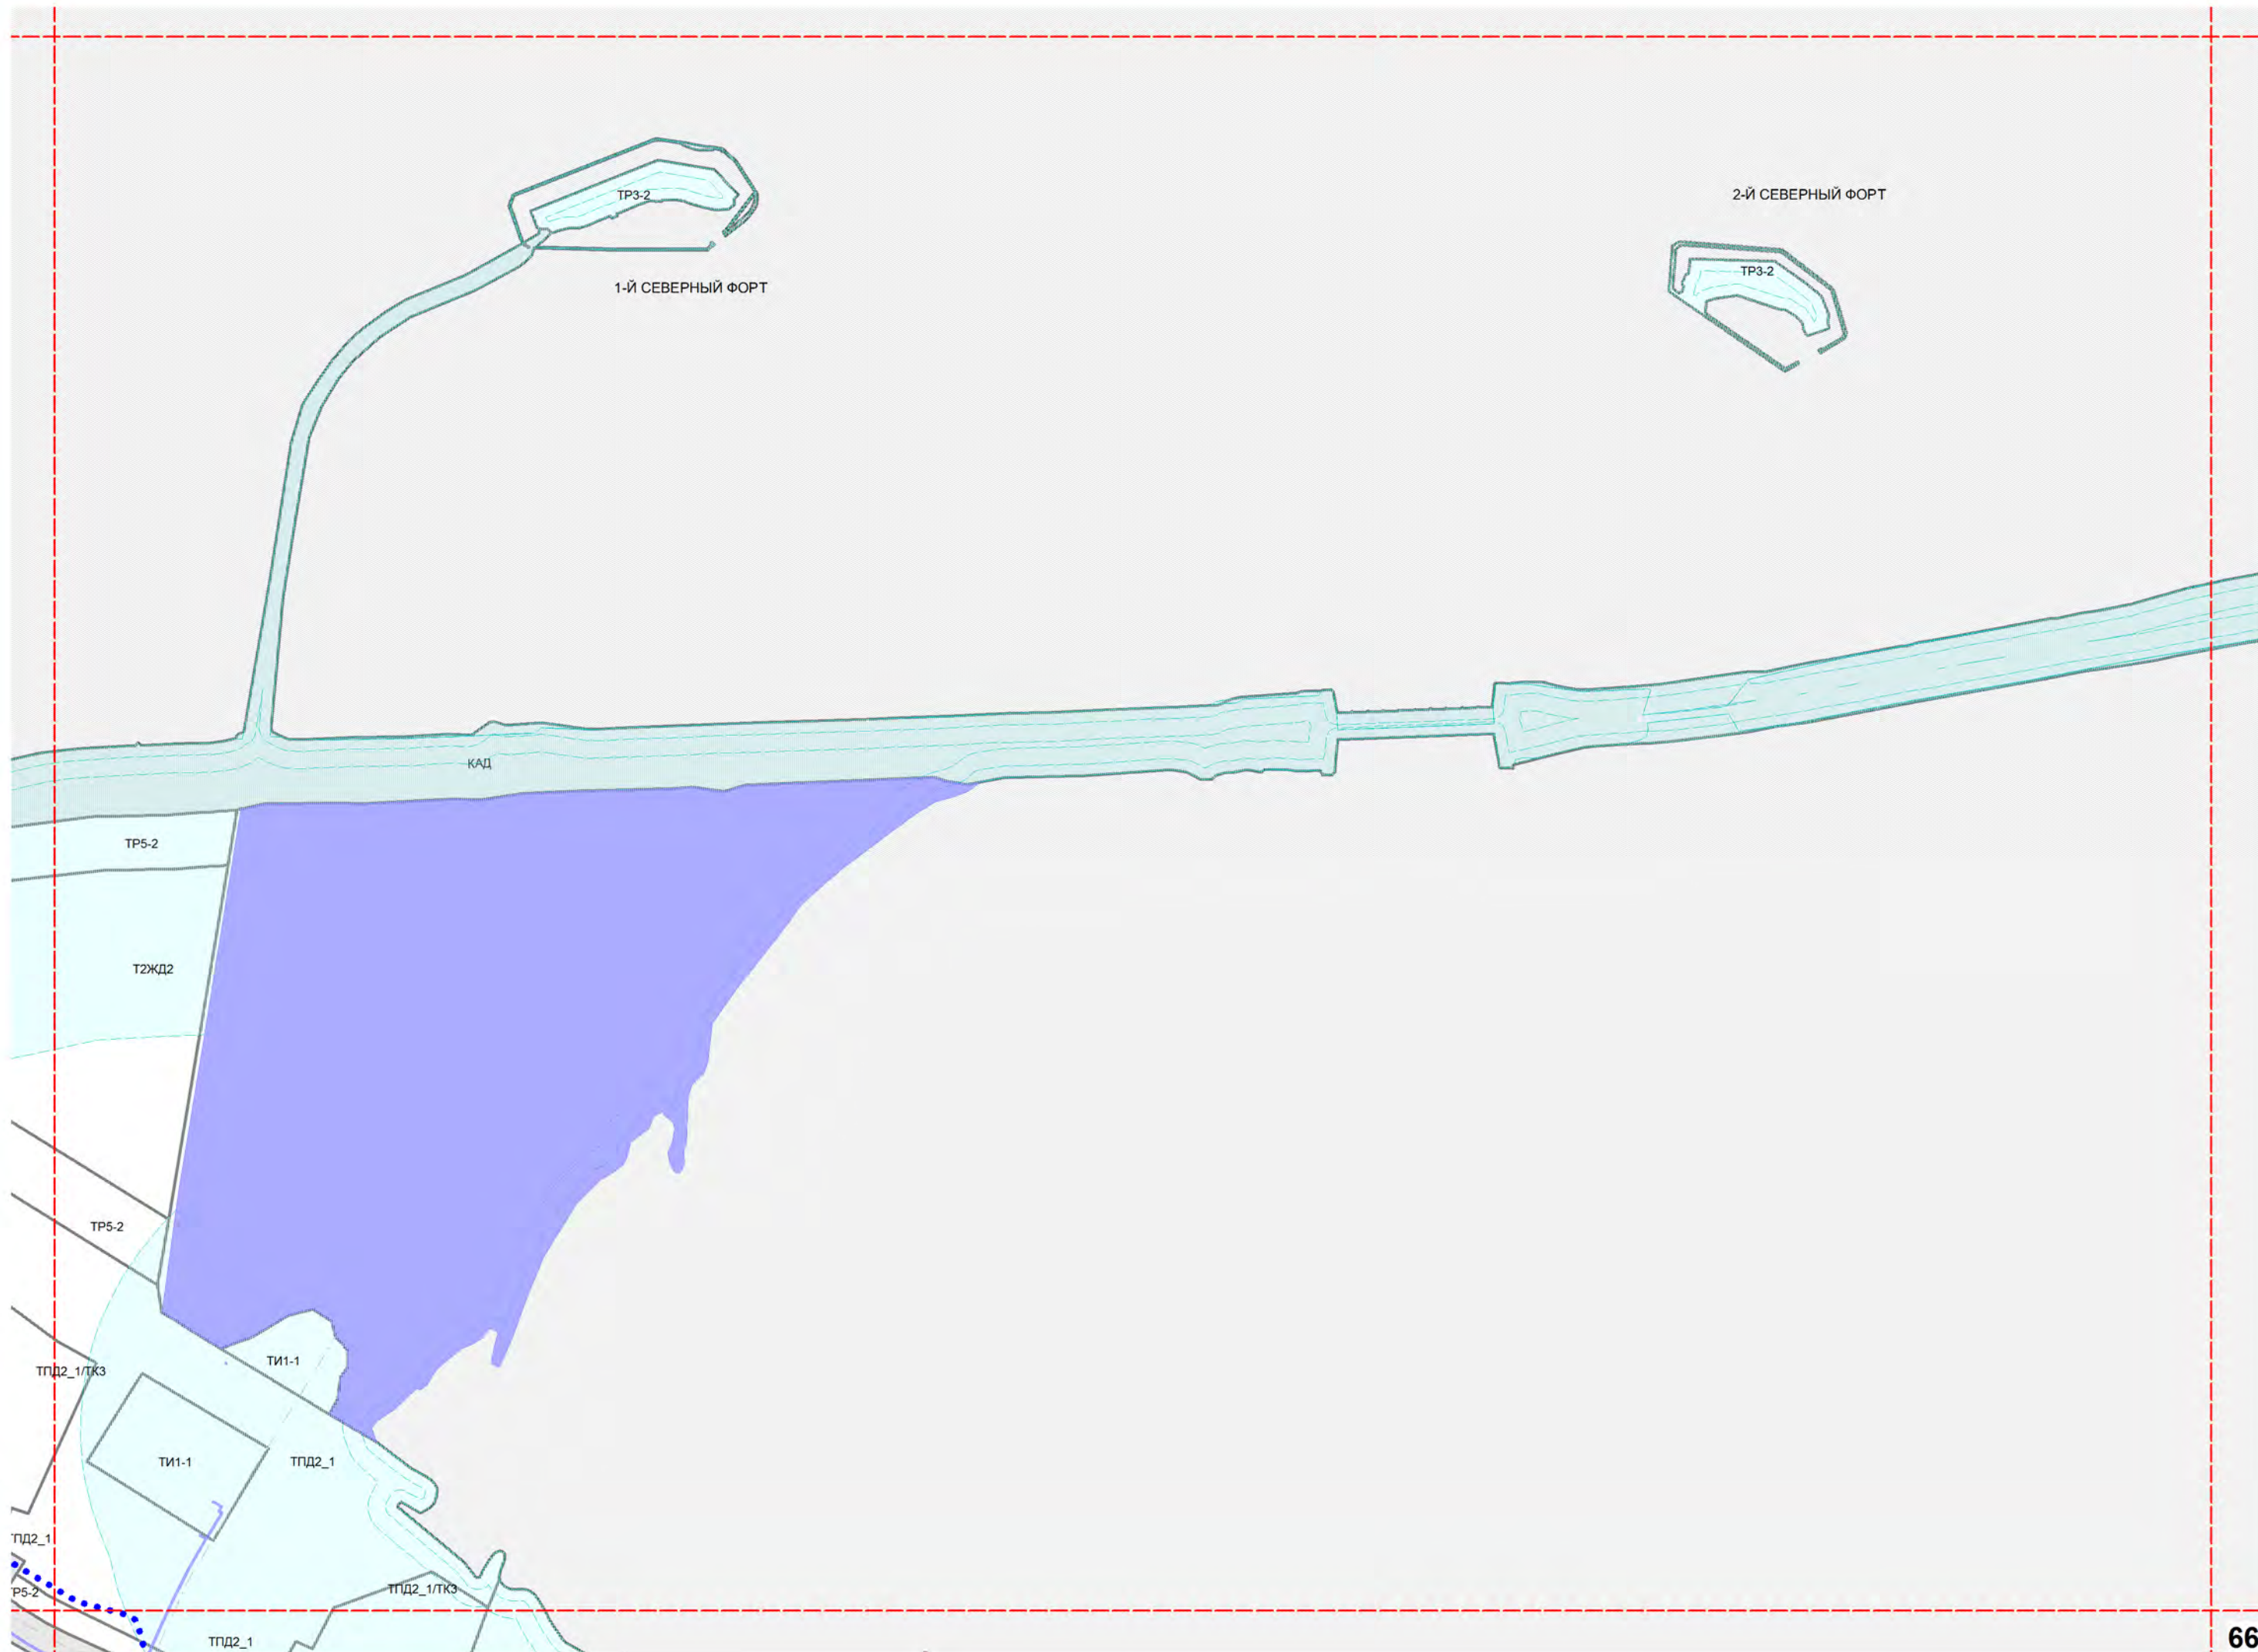 ТР3-2
2-Й СЕВЕРНЫЙ ФОРТ
ТР3-2
1-Й СЕВЕРНЫЙ ФОРТ
КАД
ТР5-2
Т2ЖД2
ТР5-2
ТИ1-1
ТПД2_1/ТК3
ТИ1-1
ТПД2_1
ТПД2_1
Р5-2
ТПД2_1/ТК3
ТПД2_1
66